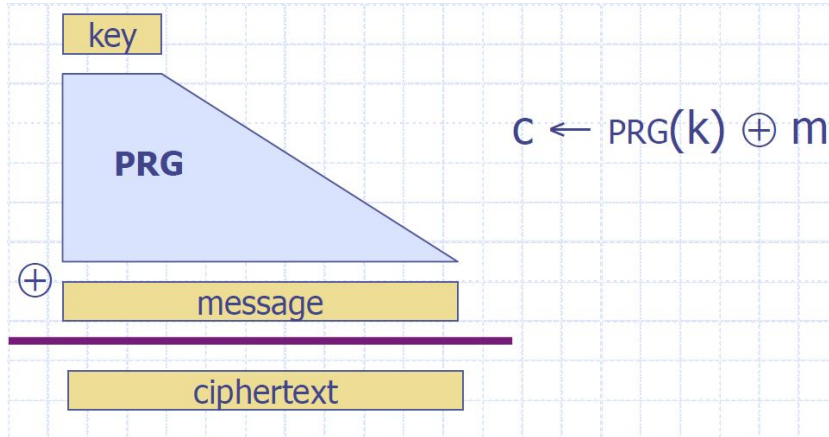 key
PRG
c ← PRG(k) ⊕ m
⊕
message
ciphertext